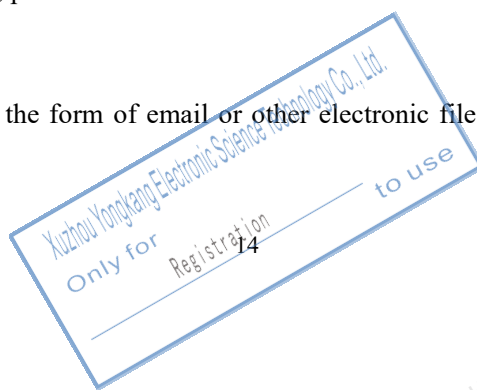 the form of email or other electronic file
Xuzhou Yongkang Electronic Science Technology Co., Ltd.
Only for Registration to use
14